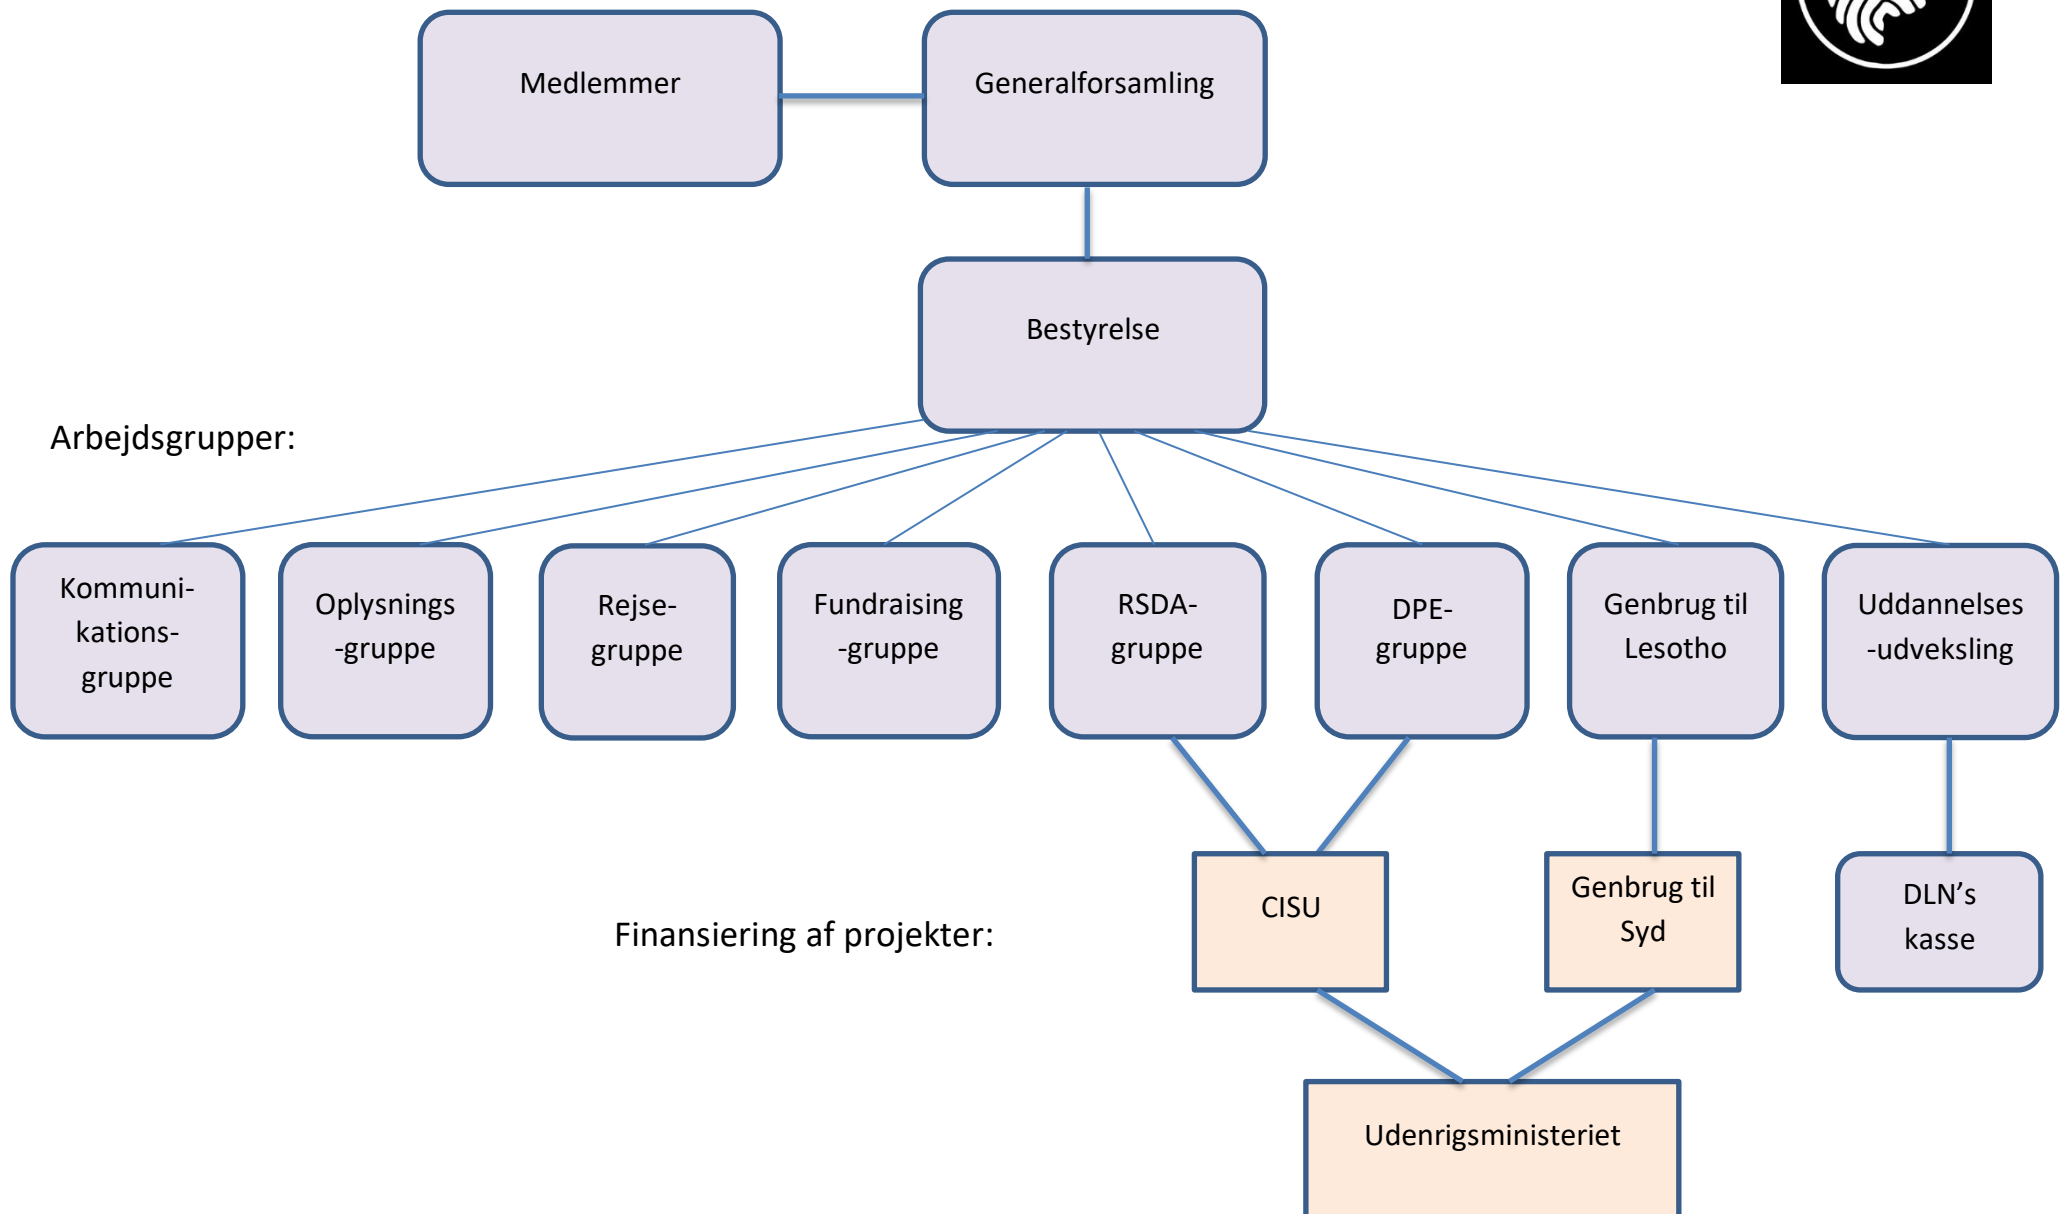 Medlemmer
Generalforsamling
Bestyrelse
Arbejdsgrupper:
Kommuni-
kations-
gruppe
Oplysnings
-gruppe
Rejse-
gruppe
Fundraising
-gruppe
RSDA-
gruppe
DPE-
gruppe
Genbrug til
Lesotho
Uddannelses
-udveksling
Finansiering af projekter:
CISU
Genbrug til
Syd
DLN’s
kasse
Udenrigsministeriet